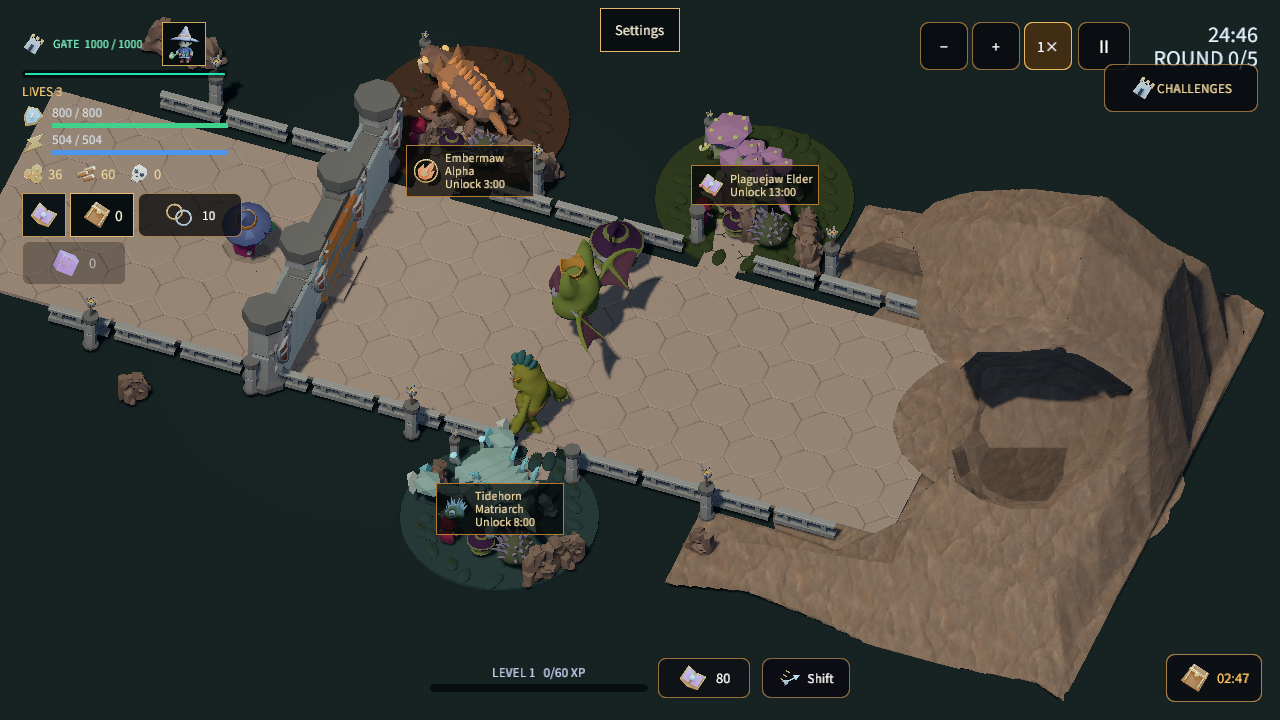 Settings
GATE 1000 / 1000
LIVES 3
800 / 800
504 / 504
36 60 0
0 10
0
− + 1×
24:46
ROUND 0/5
CHALLENGES
Embermaw
Alpha
Unlock 3:00
Plaguejaw Elder
Unlock 13:00
Tidehorn
Matriarch
Unlock 8:00
LEVEL 1 0/60 XP
80
Shift
02:47